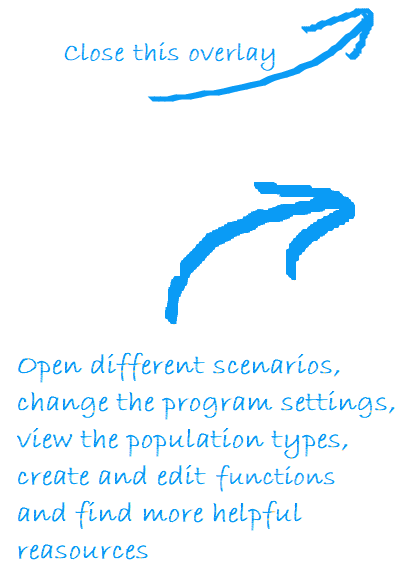 Close this overlay
Open different scenarios,
change the program settings,
view the population types,
create and edit functions
and find more helpful
reasources